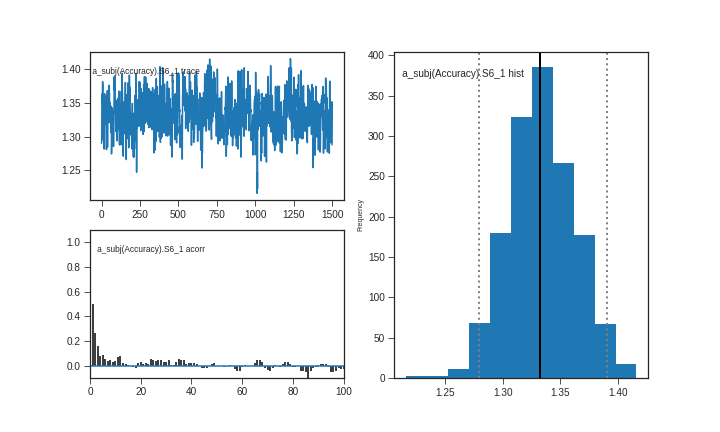 a_subj(Accuracy).S6_1 trace
1.40
1.35
1.30
1.25
0 250 500 750 1000 1250 1500
a_subj(Accuracy).S6_1 acorr
1.0
0.8
0.6
0.4
0.2
0.0
0 20 40 60 80 100
a_subj(Accuracy).S6_1 hist
Frequency
400
350
300
250
200
150
100
50
0
1.25 1.30 1.35 1.40